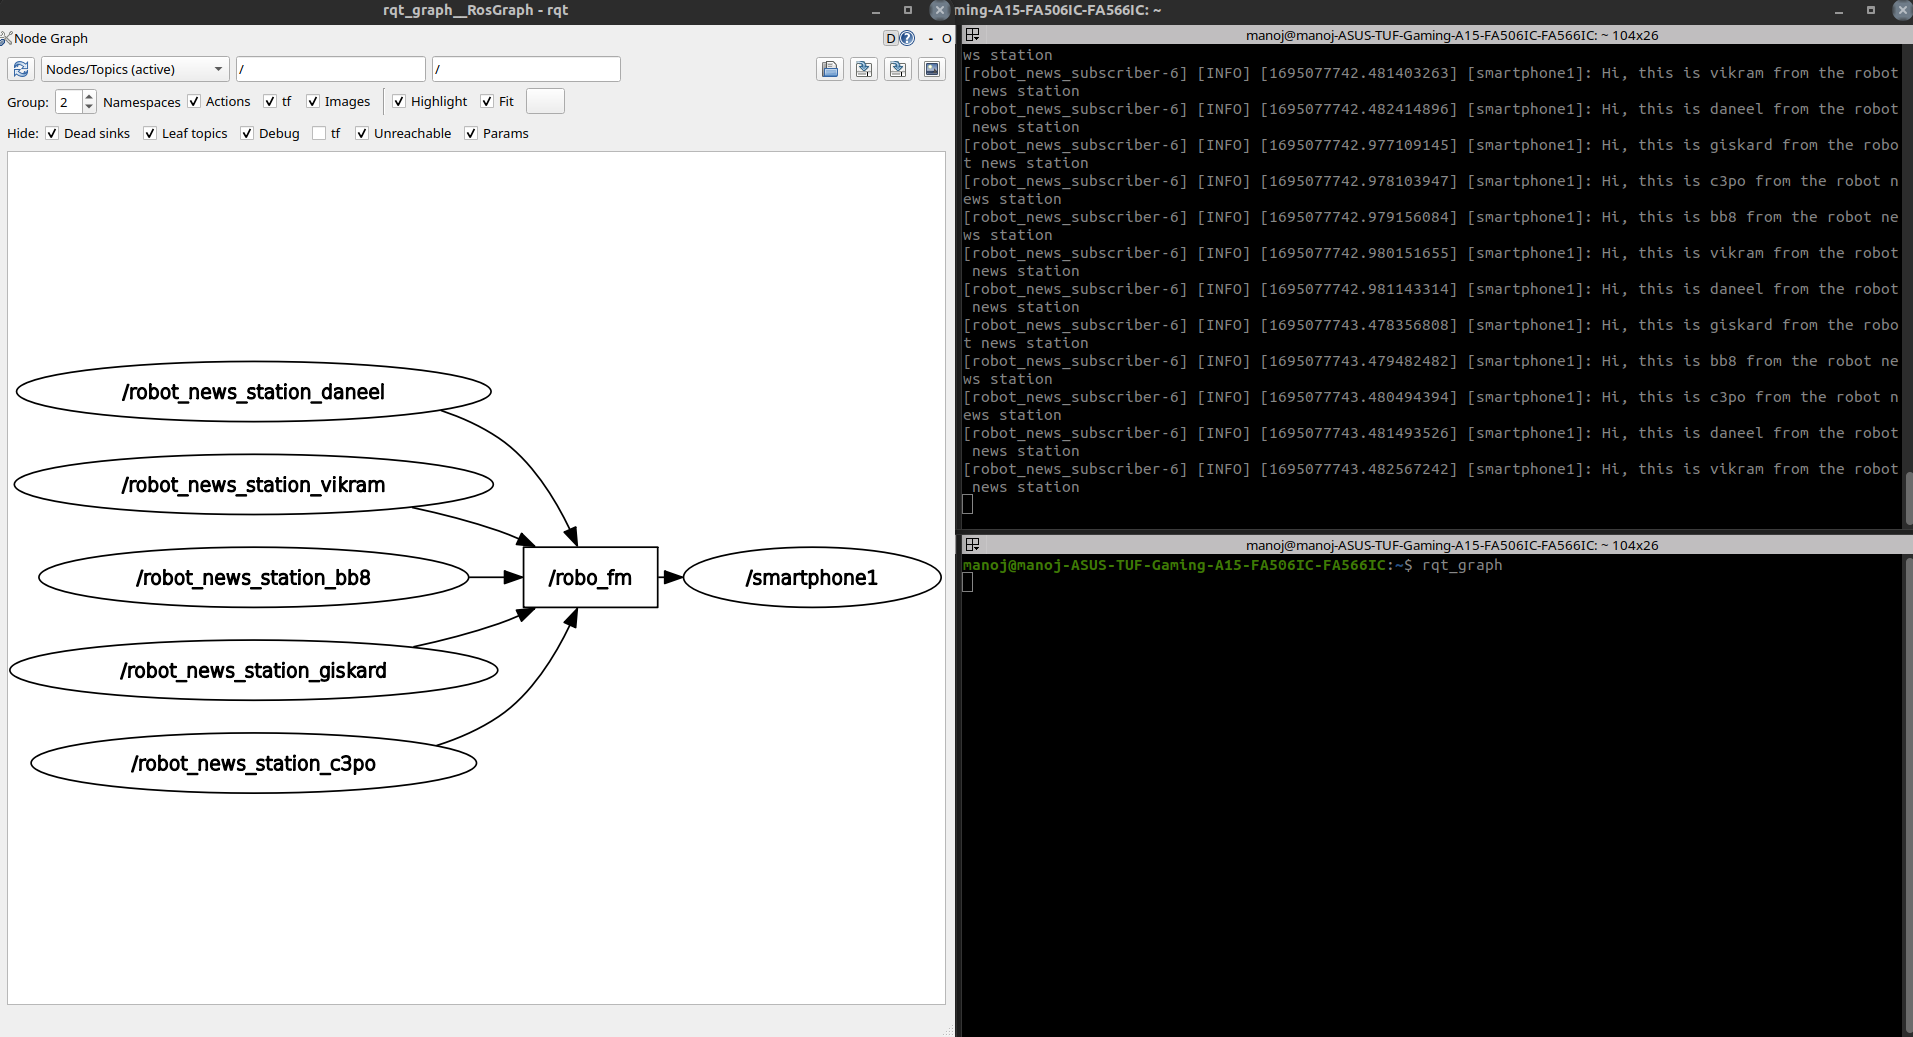 rqt_graph__RosGraph - rqt
Node Graph
D
- O
Nodes/Topics (active)
/
/
Group: 2 Namespaces Actions tf Images Highlight Fit
Hide: Dead sinks Leaf topics Debug tf Unreachable Params
/robot_news_station_daneel
/robot_news_station_vikram
/robot_news_station_bb8
/robo_fm
/smartphone1
/robot_news_station_giskard
/robot_news_station_c3po
ming-A15-FA506IC-FA566IC: ~
manoj@manoj-ASUS-TUF-Gaming-A15-FA506IC-FA566IC: ~ 104x26
ws station
[robot_news_subscriber-6] [INFO] [1695077742.481403263] [smartphone1]: Hi, this is vikram from the robot
news station
[robot_news_subscriber-6] [INFO] [1695077742.482414896] [smartphone1]: Hi, this is daneel from the robot
news station
[robot_news_subscriber-6] [INFO] [1695077742.977109145] [smartphone1]: Hi, this is giskard from the robo
t news station
[robot_news_subscriber-6] [INFO] [1695077742.978103947] [smartphone1]: Hi, this is c3po from the robot n
ews station
[robot_news_subscriber-6] [INFO] [1695077742.979156084] [smartphone1]: Hi, this is bb8 from the robot ne
ws station
[robot_news_subscriber-6] [INFO] [1695077742.980151655] [smartphone1]: Hi, this is vikram from the robot
news station
[robot_news_subscriber-6] [INFO] [1695077742.981143314] [smartphone1]: Hi, this is daneel from the robot
news station
[robot_news_subscriber-6] [INFO] [1695077743.478356808] [smartphone1]: Hi, this is giskard from the robo
t news station
[robot_news_subscriber-6] [INFO] [1695077743.479482482] [smartphone1]: Hi, this is bb8 from the robot ne
ws station
[robot_news_subscriber-6] [INFO] [1695077743.480494394] [smartphone1]: Hi, this is c3po from the robot n
ews station
[robot_news_subscriber-6] [INFO] [1695077743.481493526] [smartphone1]: Hi, this is daneel from the robot
news station
[robot_news_subscriber-6] [INFO] [1695077743.482567242] [smartphone1]: Hi, this is vikram from the robot
news station
manoj@manoj-ASUS-TUF-Gaming-A15-FA506IC-FA566IC: ~ 104x26
manoj@manoj-ASUS-TUF-Gaming-A15-FA506IC-FA566IC:~$ rqt_graph